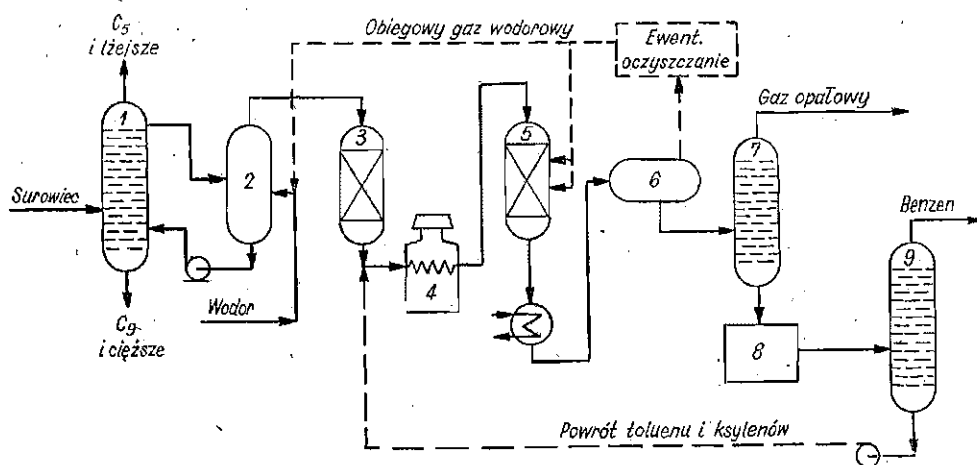 C5
i lżejsze
Obiegowy gaz wodorowy
Ewent.
oczyszczanie
Gaz opałowy
1
2
3
4
5
6
7
8
9
Surowiec
Benzen
Wodor
C9
i cięższe
Powrót toluenu i ksylenów